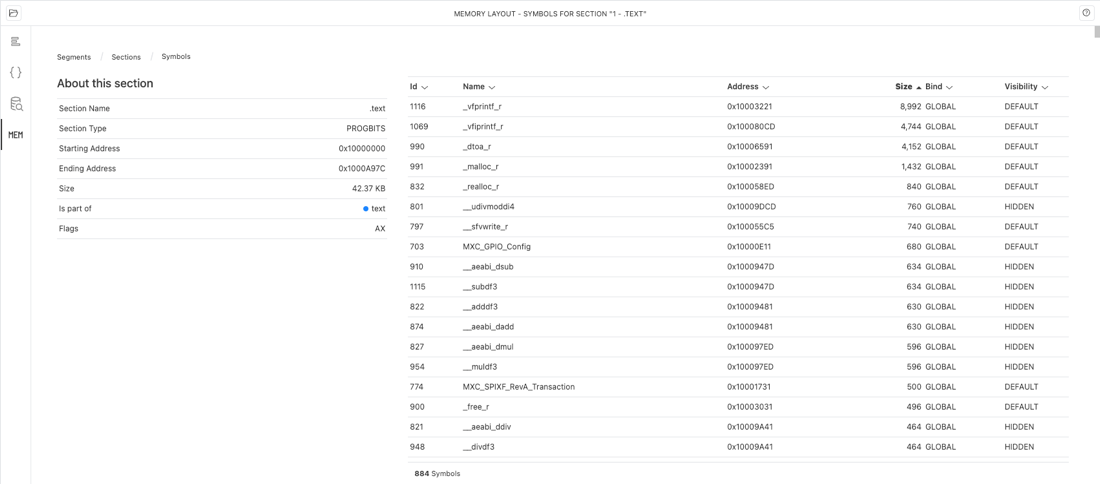 MEMORY LAYOUT - SYMBOLS FOR SECTION "1 - .TEXT"
Segments / Sections / Symbols
MEM
About this section
Section Name .text
Section Type PROGBITS
Starting Address 0x10000000
Ending Address 0x1000A97C
Size 42.37 KB
Is part of text
Flags AX
Id Name Address Size Bind Visibility
1116 _vfprintf_r 0x10003221 8,992 GLOBAL DEFAULT
1069 _vfiprintf_r 0x100080CD 4,744 GLOBAL DEFAULT
990 _dtoa_r 0x10006591 4,152 GLOBAL DEFAULT
991 _malloc_r 0x10002391 1,432 GLOBAL DEFAULT
832 _realloc_r 0x100058ED 840 GLOBAL DEFAULT
801 __udivmoddi4 0x10009DCD 760 GLOBAL HIDDEN
797 __sfvwrite_r 0x100055C5 740 GLOBAL DEFAULT
703 MXC_GPIO_Config 0x10000E11 680 GLOBAL DEFAULT
910 __aeabi_dsub 0x1000947D 634 GLOBAL HIDDEN
1115 __subdf3 0x1000947D 634 GLOBAL HIDDEN
822 __adddf3 0x10009481 630 GLOBAL HIDDEN
874 __aeabi_dadd 0x10009481 630 GLOBAL HIDDEN
827 __aeabi_dmul 0x100097ED 596 GLOBAL HIDDEN
954 __muldf3 0x100097ED 596 GLOBAL HIDDEN
774 MXC_SPIXF_RevA_Transaction 0x10001731 500 GLOBAL DEFAULT
900 _free_r 0x10003031 496 GLOBAL DEFAULT
821 __aeabi_ddiv 0x10009A41 464 GLOBAL HIDDEN
948 __divdf3 0x10009A41 464 GLOBAL HIDDEN
884 Symbols